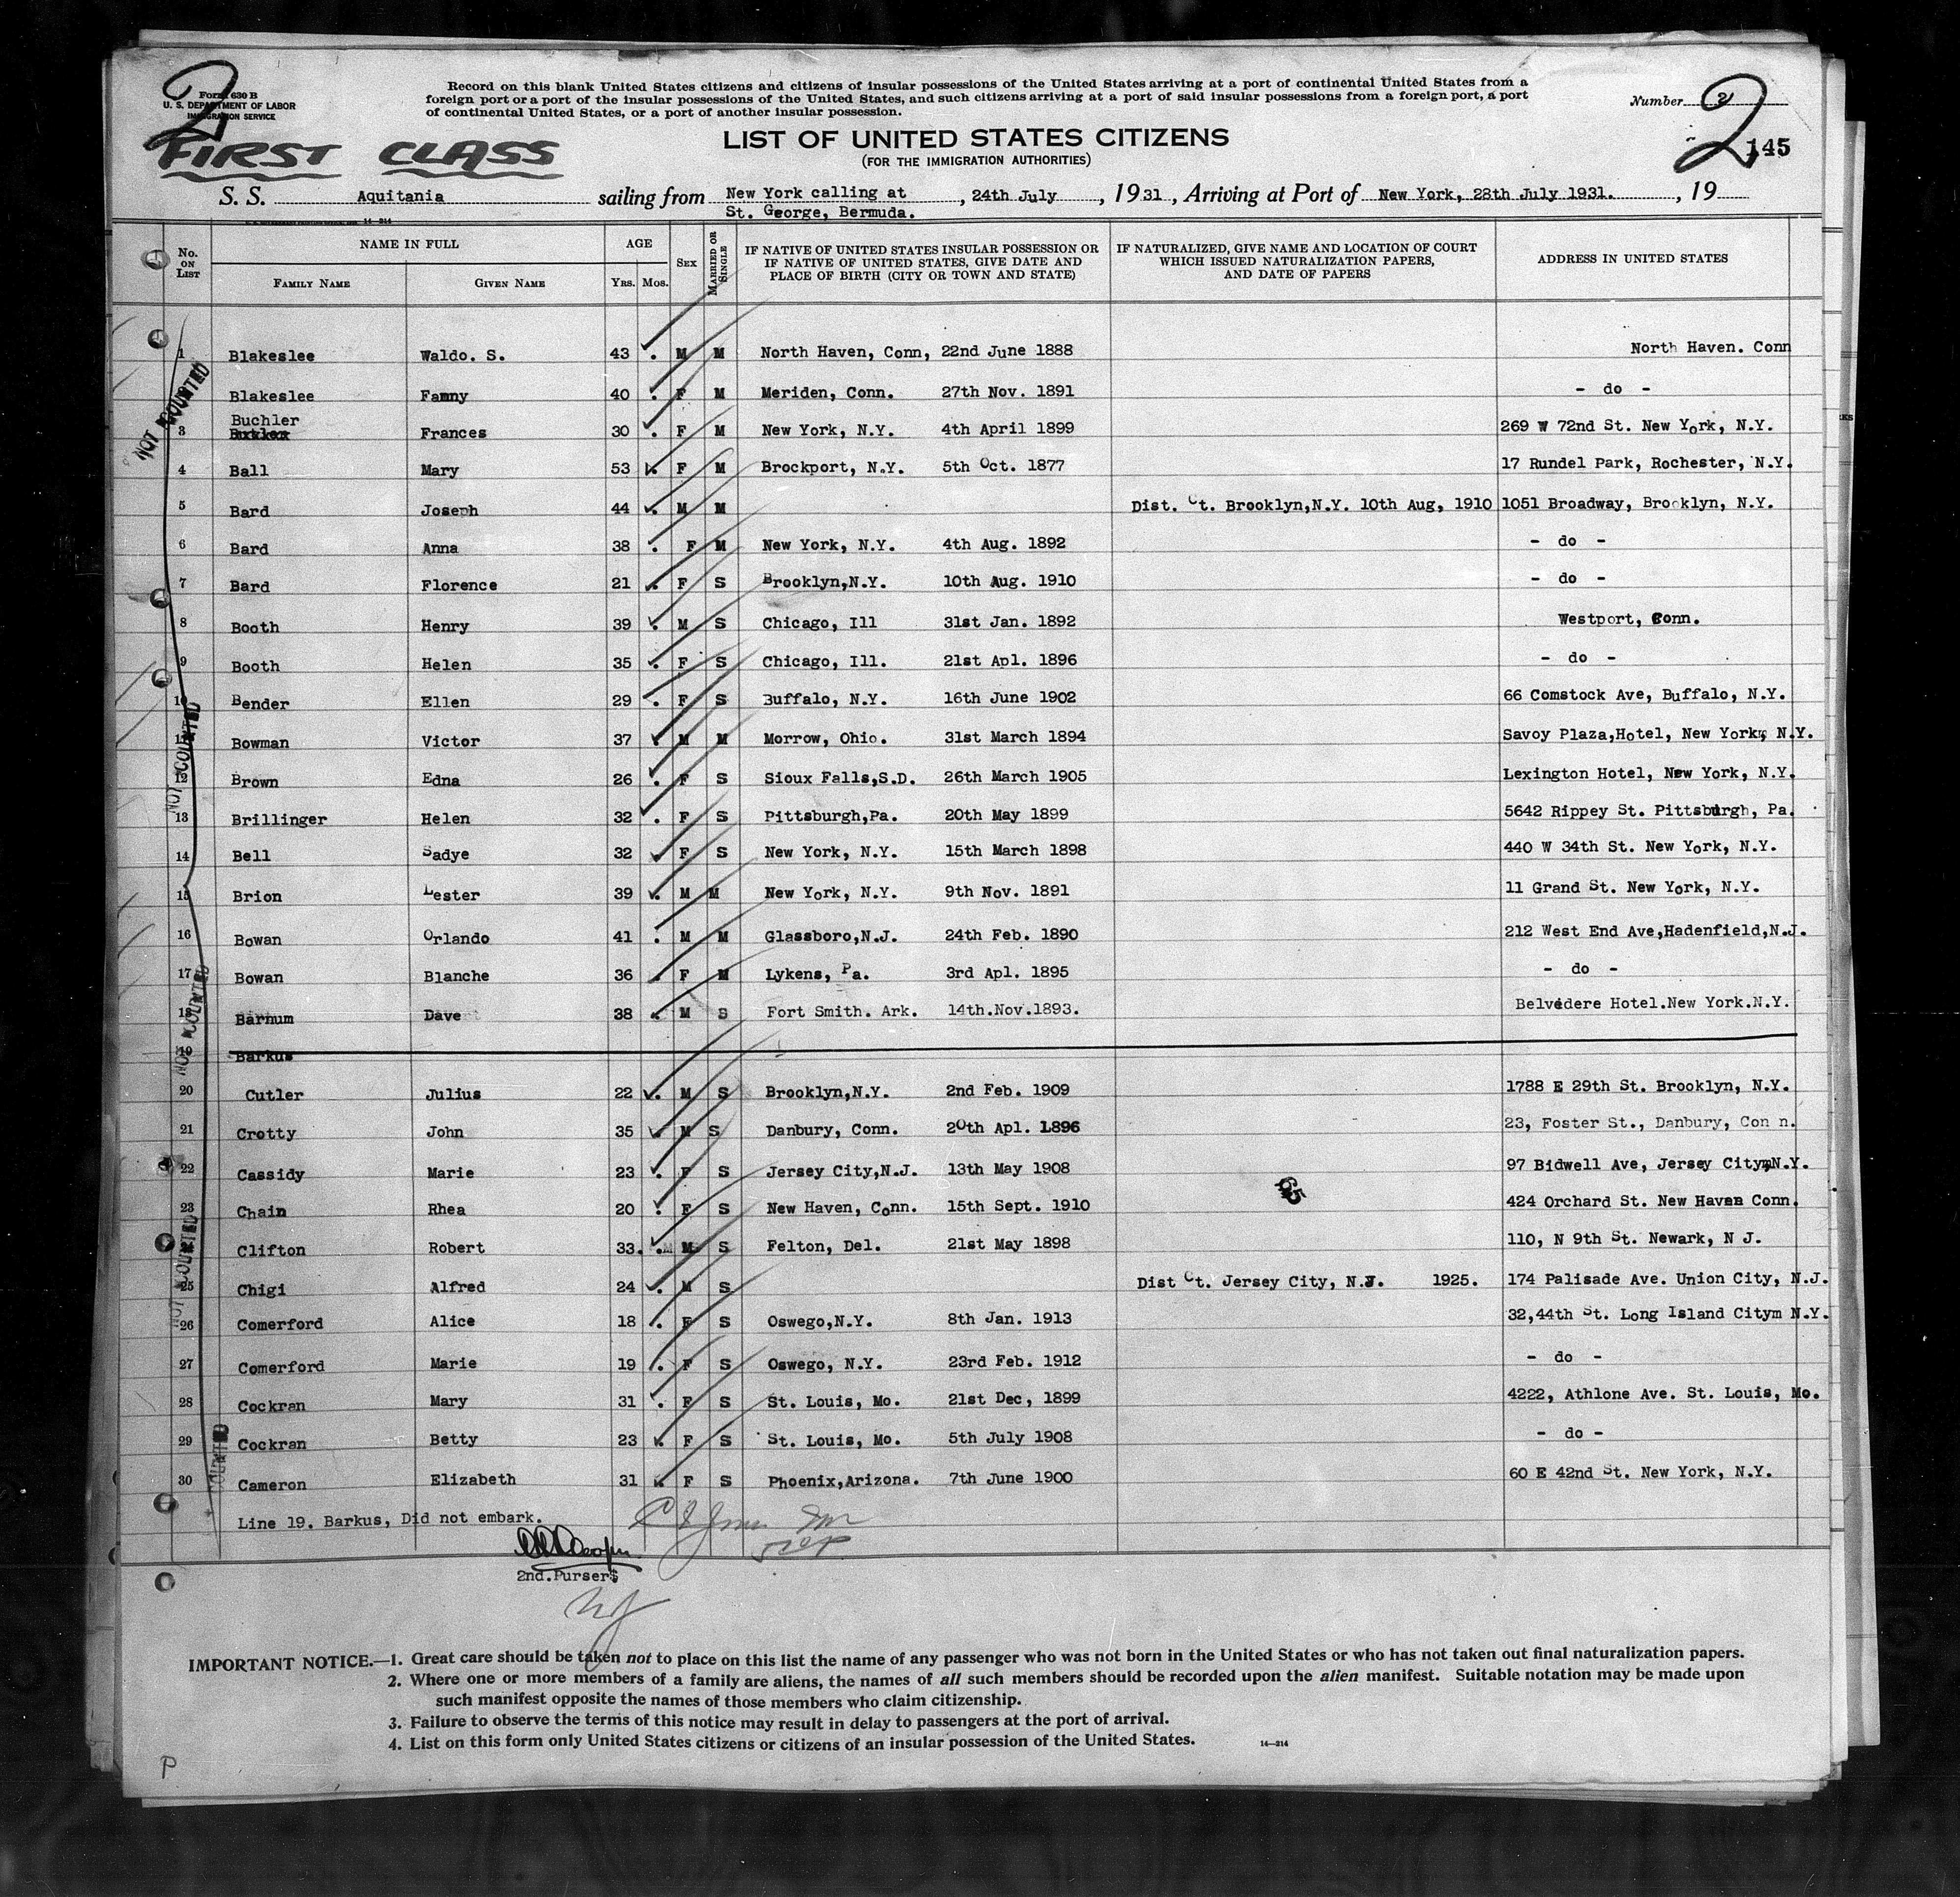 2
Form 630 B
U. S. DEPARTMENT OF LABOR
IMMIGRATION SERVICE
Record on this blank United States citizens and citizens of insular possessions of the United States arriving at a port of continental United States from a
foreign port or a port of the insular possessions of the United States, and such citizens arriving at a port of said insular possessions from a foreign port, a port
of continental United States, or a port of another insular possession.
Number 2
2
145
FIRST CLASS
LIST OF UNITED STATES CITIZENS
(FOR THE IMMIGRATION AUTHORITIES)
S. S. Aquitania sailing from New York calling at St. George, Bermuda. , 24th July , 1931 , Arriving at Port of New York, 28th July 1931. , 19
14-214
No. ON LIST NAME IN FULL AGE SEX MARRIED OR SINGLE IF NATIVE OF UNITED STATES INSULAR POSSESSION OR IF NATIVE OF UNITED STATES, GIVE DATE AND PLACE OF BIRTH (CITY OR TOWN AND STATE) IF NATURALIZED, GIVE NAME AND LOCATION OF COURT WHICH ISSUED NATURALIZATION PAPERS, AND DATE OF PAPERS ADDRESS IN UNITED STATES
FAMILY NAME GIVEN NAME YRS. MOS.
1 Blakeslee Waldo. S. 43 . M M North Haven, Conn, 22nd June 1888 North Haven. Conn
Blakeslee Fanny 40 . F M Meriden, Conn. 27th Nov. 1891 - do -
3 Buchler Frances 30 . F M New York, N.Y. 4th April 1899 269 W 72nd St. New York, N.Y.
4 Ball Mary 53 . F M Brockport, N.Y. 5th Oct. 1877 17 Rundel Park, Rochester, N.Y.
5 Bard Joseph 44 . M M Dist. Ct. Brooklyn,N.Y. 10th Aug, 1910 1051 Broadway, Brooklyn, N.Y.
6 Bard Anna 38 . F M New York, N.Y. 4th Aug. 1892 - do -
7 Bard Florence 21 . F S Brooklyn,N.Y. 10th Aug. 1910 - do -
8 Booth Henry 39 . M S Chicago, Ill 31st Jan. 1892 Westport, Conn.
9 Booth Helen 35 . F S Chicago, Ill. 21st Apl. 1896 - do -
10 Bender Ellen 29 . F S Buffalo, N.Y. 16th June 1902 66 Comstock Ave, Buffalo, N.Y.
11 Bowman Victor 37 . M M Morrow, Ohio. 31st March 1894 Savoy Plaza,Hotel, New York, N.Y.
12 Brown Edna 26 . F S Sioux Falls,S.D. 26th March 1905 Lexington Hotel, New York, N.Y.
13 Brillinger Helen 32 . F S Pittsburgh,Pa. 20th May 1899 5642 Rippey St. Pittsburgh, Pa.
14 Bell Sadye 32 . F S New York, N.Y. 15th March 1898 440 W 34th St. New York, N.Y.
15 Brion Lester 39 . M M New York, N.Y. 9th Nov. 1891 11 Grand St. New York, N.Y.
16 Bowan Orlando 41 . M M Glassboro,N.J. 24th Feb. 1890 212 West End Ave,Hadenfield,N.J.
17 Bowan Blanche 36 . F M Lykens, Pa. 3rd Apl. 1895 - do -
18 Barnum Dave 38 . M S Fort Smith. Ark. 14th.Nov.1893. Belvedere Hotel.New York.N.Y.
19 Barkus
20 Cutler Julius 22 . M S Brooklyn,N.Y. 2nd Feb. 1909 1788 E 29th St. Brooklyn, N.Y.
21 Crotty John 35 . M S Danbury, Conn. 20th Apl. 1896 23, Foster St., Danbury, Con n.
22 Cassidy Marie 23 . F S Jersey City,N.J. 13th May 1908 97 Bidwell Ave, Jersey Citym,N.Y.
23 Chain Rhea 20 . F S New Haven, Conn. 15th Sept. 1910 424 Orchard St. New Haven Conn.
24 Clifton Robert 33. . M S Felton, Del. 21st May 1898 110, N 9th St. Newark, N J.
25 Chigi Alfred 24 . M S Dist Ct. Jersey City, N.J. 1925. 174 Palisade Ave. Union City, N.J.
26 Comerford Alice 18 . F S Oswego,N.Y. 8th Jan. 1913 32,44th St. Long Island Citym N.Y.
27 Comerford Marie 19 . F S Oswego, N.Y. 23rd Feb. 1912 - do -
28 Cockran Mary 31 . F S St. Louis, Mo. 21st Dec, 1899 4222, Athlone Ave. St. Louis, Mo.
29 Cockran Betty 23 . F S St. Louis, Mo. 5th July 1908 - do -
30 Cameron Elizabeth 31 . F S Phoenix,Arizona. 7th June 1900 60 E 42nd St. New York, N.Y.
NOT COUNTED
NOT COUNTED
NOT COUNTED
NOT COUNTED
COUNTED
65
Line 19. Barkus, Did not embark.
2nd.Purser
IMPORTANT NOTICE.—1. Great care should be taken not to place on this list the name of any passenger who was not born in the United States or who has not taken out final naturalization papers.
2. Where one or more members of a family are aliens, the names of all such members should be recorded upon the alien manifest. Suitable notation may be made upon
such manifest opposite the names of those members who claim citizenship.
3. Failure to observe the terms of this notice may result in delay to passengers at the port of arrival.
4. List on this form only United States citizens or citizens of an insular possession of the United States.
14—214
P